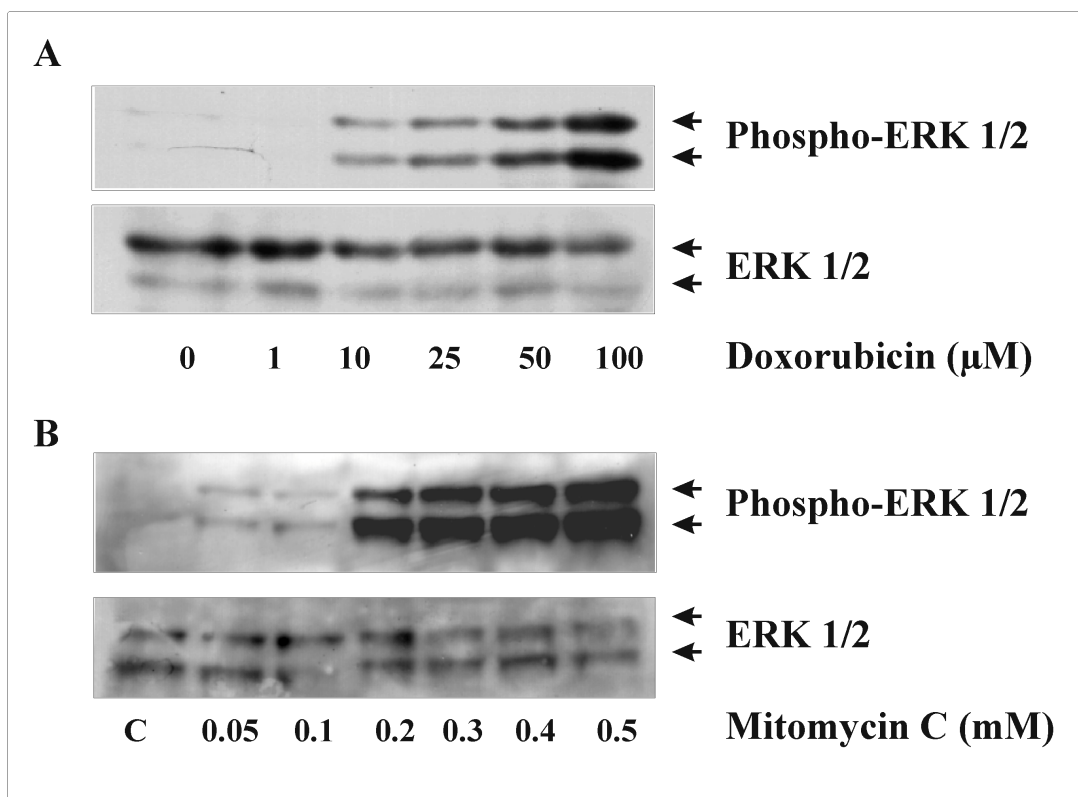 A
Phospho-ERK 1/2
ERK 1/2
0 1 10 25 50 100 Doxorubicin (μM)
B
Phospho-ERK 1/2
ERK 1/2
C 0.05 0.1 0.2 0.3 0.4 0.5 Mitomycin C (mM)